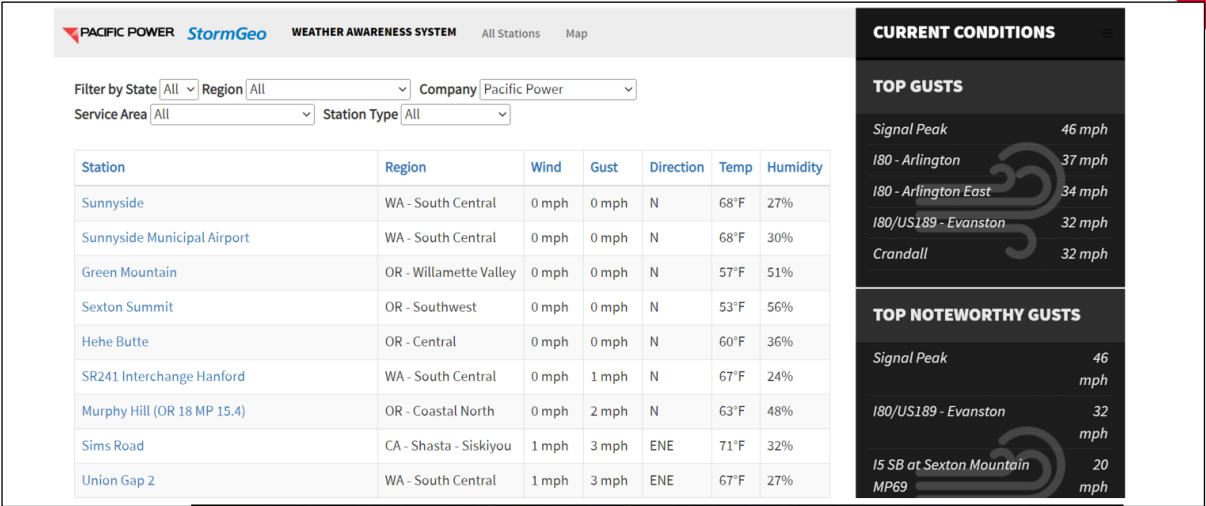 PACIFIC POWER StormGeo WEATHER AWARENESS SYSTEM All Stations Map
Filter by State All Region All Company Pacific Power
Service Area All Station Type All
Station Region Wind Gust Direction Temp Humidity
Sunnyside WA - South Central 0 mph 0 mph N 68°F 27%
Sunnyside Municipal Airport WA - South Central 0 mph 0 mph N 68°F 30%
Green Mountain OR - Willamette Valley 0 mph 0 mph N 57°F 51%
Sexton Summit OR - Southwest 0 mph 0 mph N 53°F 56%
Hehe Butte OR - Central 0 mph 0 mph N 60°F 36%
SR241 Interchange Hanford WA - South Central 0 mph 1 mph N 67°F 24%
Murphy Hill (OR 18 MP 15.4) OR - Coastal North 0 mph 2 mph N 63°F 48%
Sims Road CA - Shasta - Siskiyou 1 mph 3 mph ENE 71°F 32%
Union Gap 2 WA - South Central 1 mph 3 mph ENE 67°F 27%
CURRENT CONDITIONS
TOP GUSTS
Signal Peak 46 mph
I80 - Arlington 37 mph
I80 - Arlington East 34 mph
I80/US189 - Evanston 32 mph
Crandall 32 mph
TOP NOTEWORTHY GUSTS
Signal Peak 46
mph
I80/US189 - Evanston 32
mph
I5 SB at Sexton Mountain 20
MP69 mph